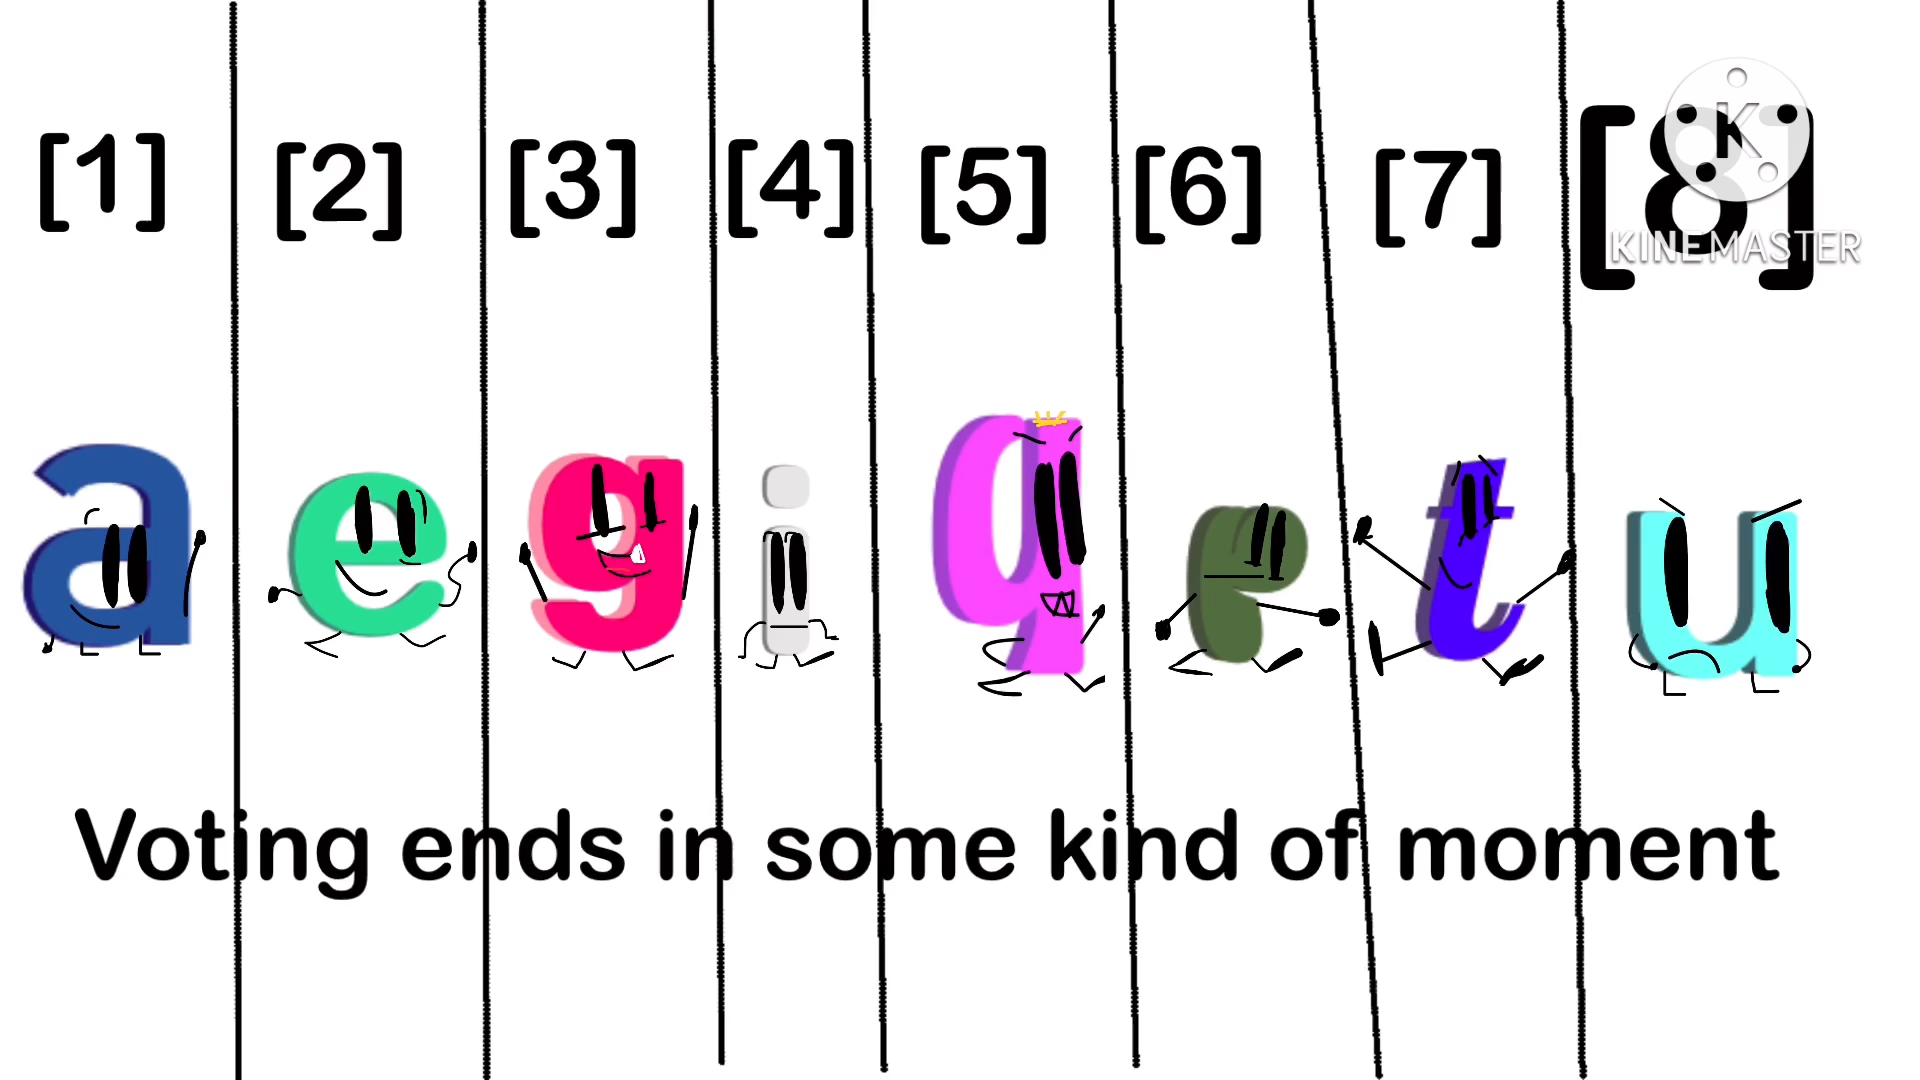 [1] [2] [3] [4] [5] [6] [7] [8]
K
KINEMASTER
a e g i q r t u
Voting ends in some kind of moment